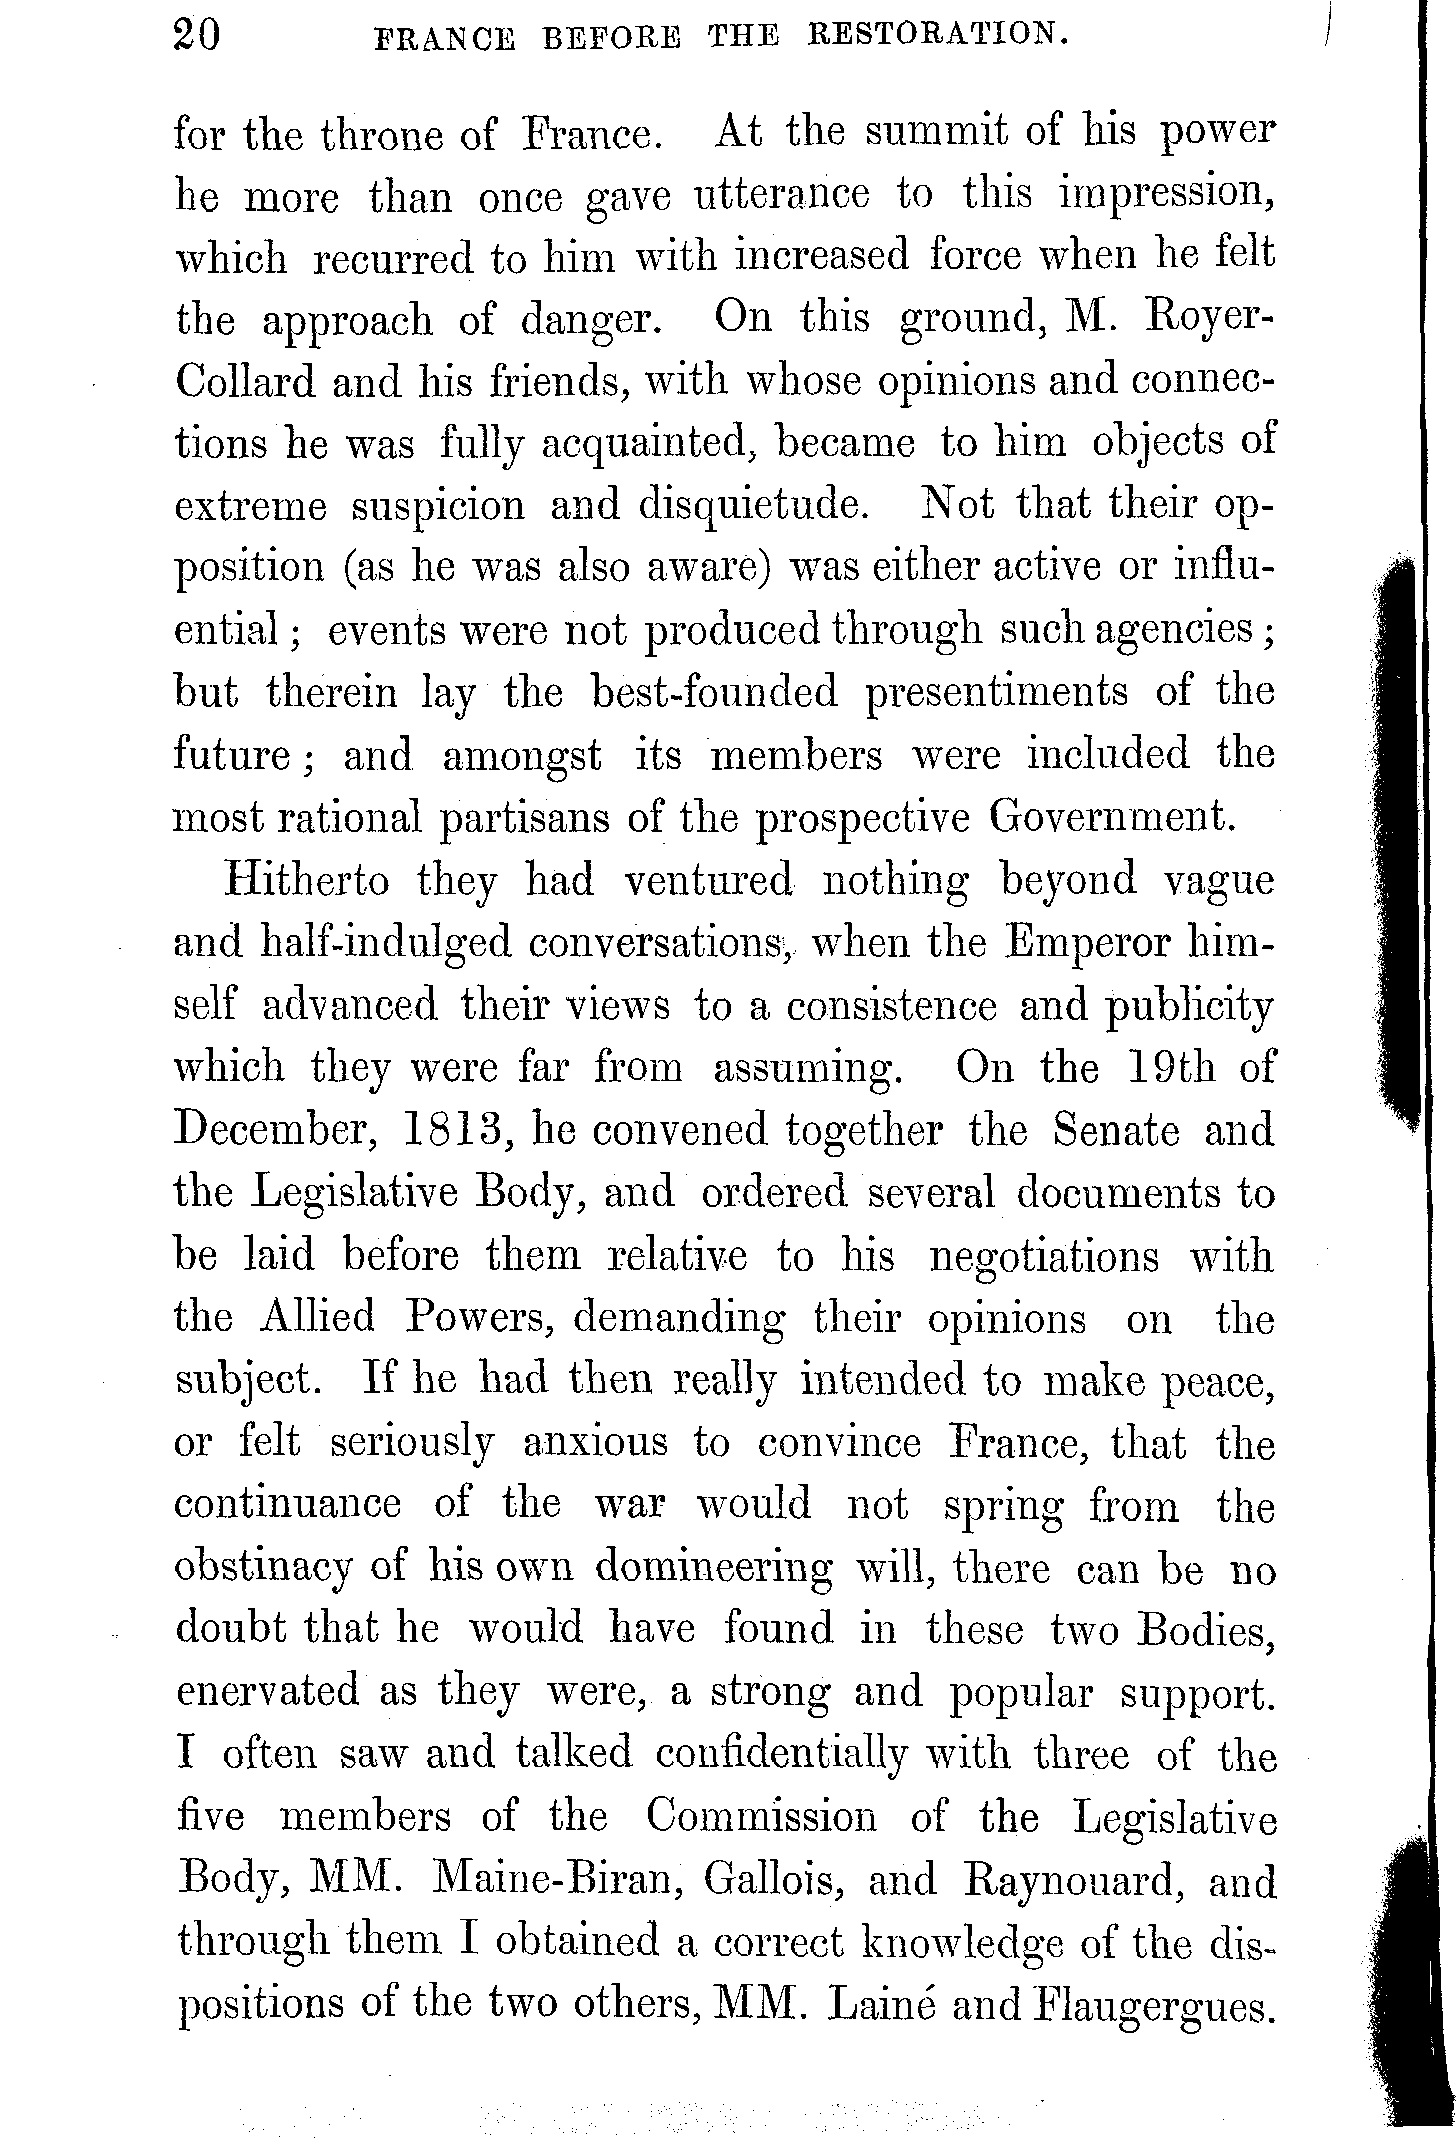 20 FRANCE BEFORE THE RESTORATION.
for the throne of France. At the summit of his power
he more than once gave utterance to this impression,
which recurred to him with increased force when he felt
the approach of danger. On this ground, M. Royer-
Collard and his friends, with whose opinions and connec-
tions he was fully acquainted, became to him objects of
extreme suspicion and disquietude. Not that their op-
position (as he was also aware) was either active or influ-
ential; events were not produced through such agencies;
but therein lay the best-founded presentiments of the
future; and amongst its members were included the
most rational partisans of the prospective Government.
Hitherto they had ventured nothing beyond vague
and half-indulged conversations, when the Emperor him-
self advanced their views to a consistence and publicity
which they were far from assuming. On the 19th of
December, 1813, he convened together the Senate and
the Legislative Body, and ordered several documents to
be laid before them relative to his negotiations with
the Allied Powers, demanding their opinions on the
subject. If he had then really intended to make peace,
or felt seriously anxious to convince France, that the
continuance of the war would not spring from the
obstinacy of his own domineering will, there can be no
doubt that he would have found in these two Bodies,
enervated as they were, a strong and popular support.
I often saw and talked confidentially with three of the
five members of the Commission of the Legislative
Body, MM. Maine-Biran, Gallois, and Raynouard, and
through them I obtained a correct knowledge of the dis-
positions of the two others, MM. Lainé and Flaugergues.